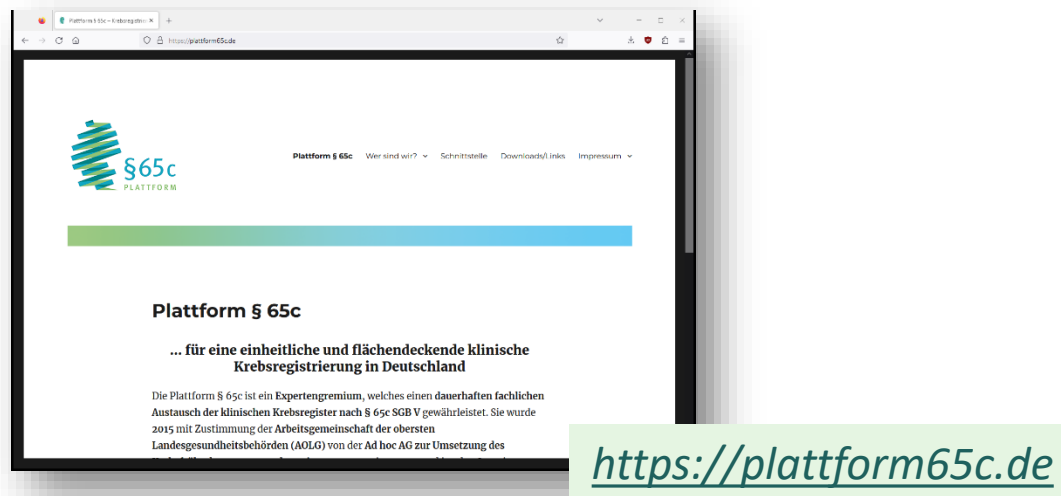 Plattform § 65c – Krebsregistri
https://plattform65c.de
§65c
PLATTFORM
Plattform § 65c Wer sind wir? Schnittstelle Downloads/Links Impressum
Plattform § 65c
... für eine einheitliche und flächendeckende klinische
Krebsregistrierung in Deutschland
Die Plattform § 65c ist ein Expertengremium, welches einen dauerhaften fachlichen
Austausch der klinischen Krebsregister nach § 65c SGB V gewährleistet. Sie wurde
2015 mit Zustimmung der Arbeitsgemeinschaft der obersten
Landesgesundheitsbehörden (AOLG) von der Ad hoc AG zur Umsetzung des
https://plattform65c.de